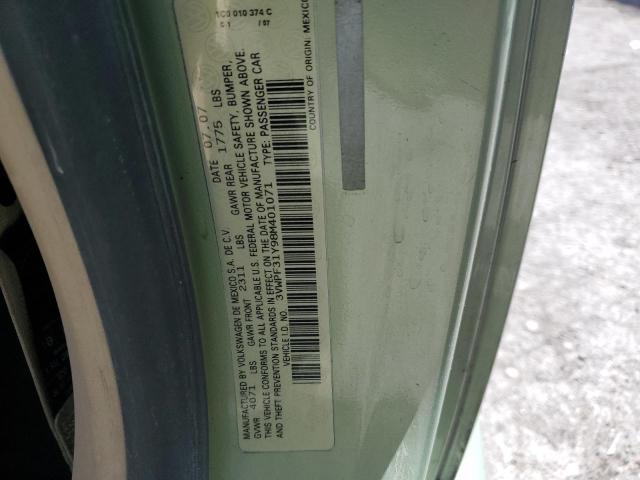 1C0 010 374 C
MANUFACTURED BY VOLKSWAGEN DE MEXICO S.A. DE C.V. DATE 07.07
GVWR 4071 LBS GAWR FRONT 2311 LBS GAWR REAR 1775 LBS
THIS VEHICLE CONFORMS TO ALL APPLICABLE U.S. FEDERAL MOTOR VEHICLE SAFETY, BUMPER,
AND THEFT PREVENTION STANDARDS IN EFFECT ON THE DATE OF MANUFACTURE SHOWN ABOVE.
VEHICLE I.D. NO. 3VWPF31Y98M401071 TYPE: PASSENGER CAR
COUNTRY OF ORIGIN: MEXICO